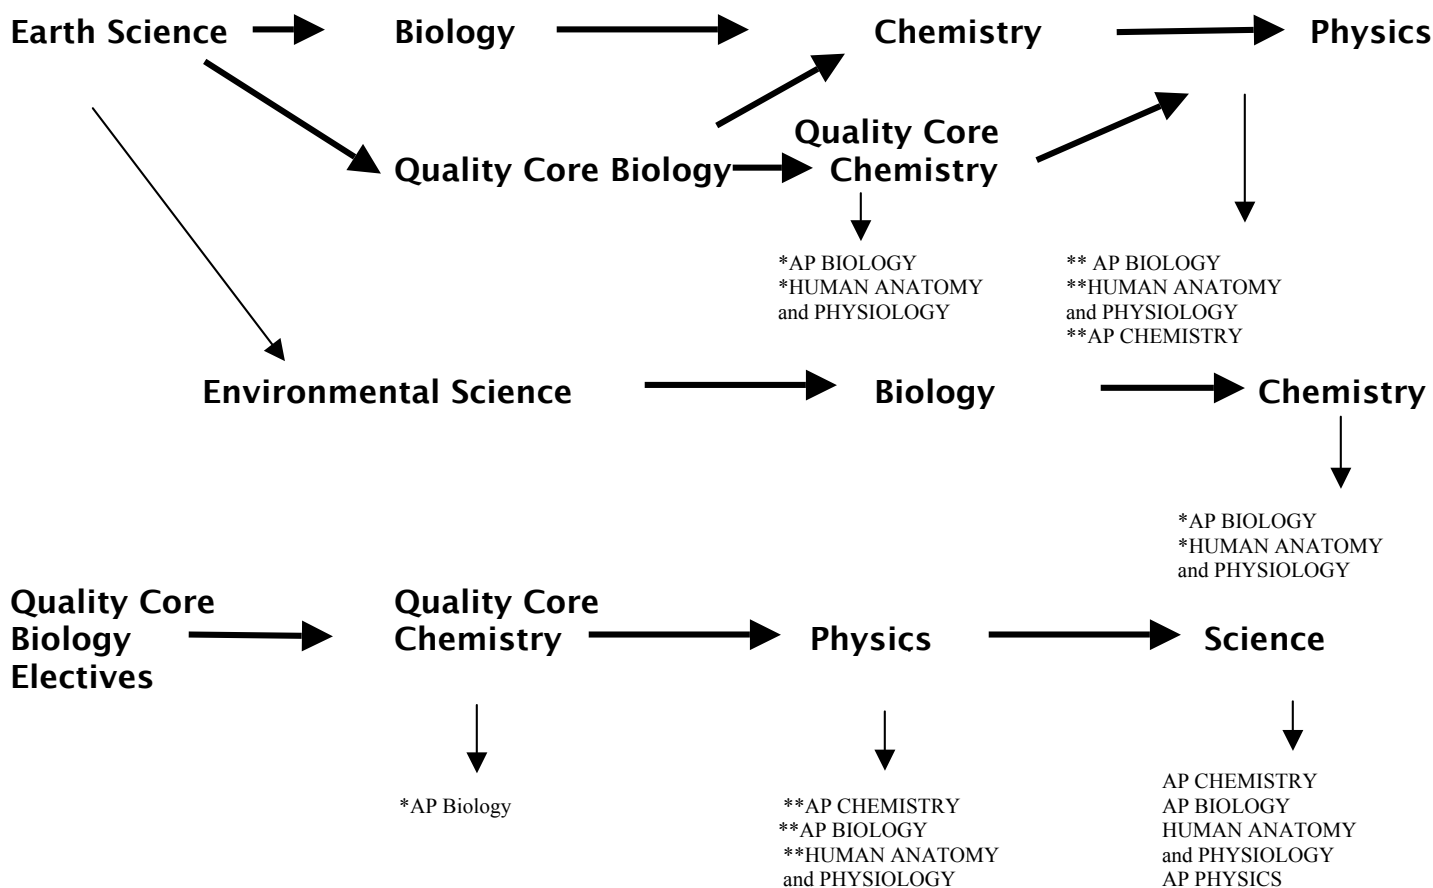 Earth Science
Biology
Chemistry
Physics
Quality Core Biology
Quality Core
Chemistry
*AP BIOLOGY
*HUMAN ANATOMY
and PHYSIOLOGY
** AP BIOLOGY
**HUMAN ANATOMY
and PHYSIOLOGY
**AP CHEMISTRY
Environmental Science
Biology
Chemistry
*AP BIOLOGY
*HUMAN ANATOMY
and PHYSIOLOGY
Quality Core
Biology
Electives
Quality Core
Chemistry
Physics
Science
*AP Biology
**AP CHEMISTRY
**AP BIOLOGY
**HUMAN ANATOMY
and PHYSIOLOGY
AP CHEMISTRY
AP BIOLOGY
HUMAN ANATOMY
and PHYSIOLOGY
AP PHYSICS